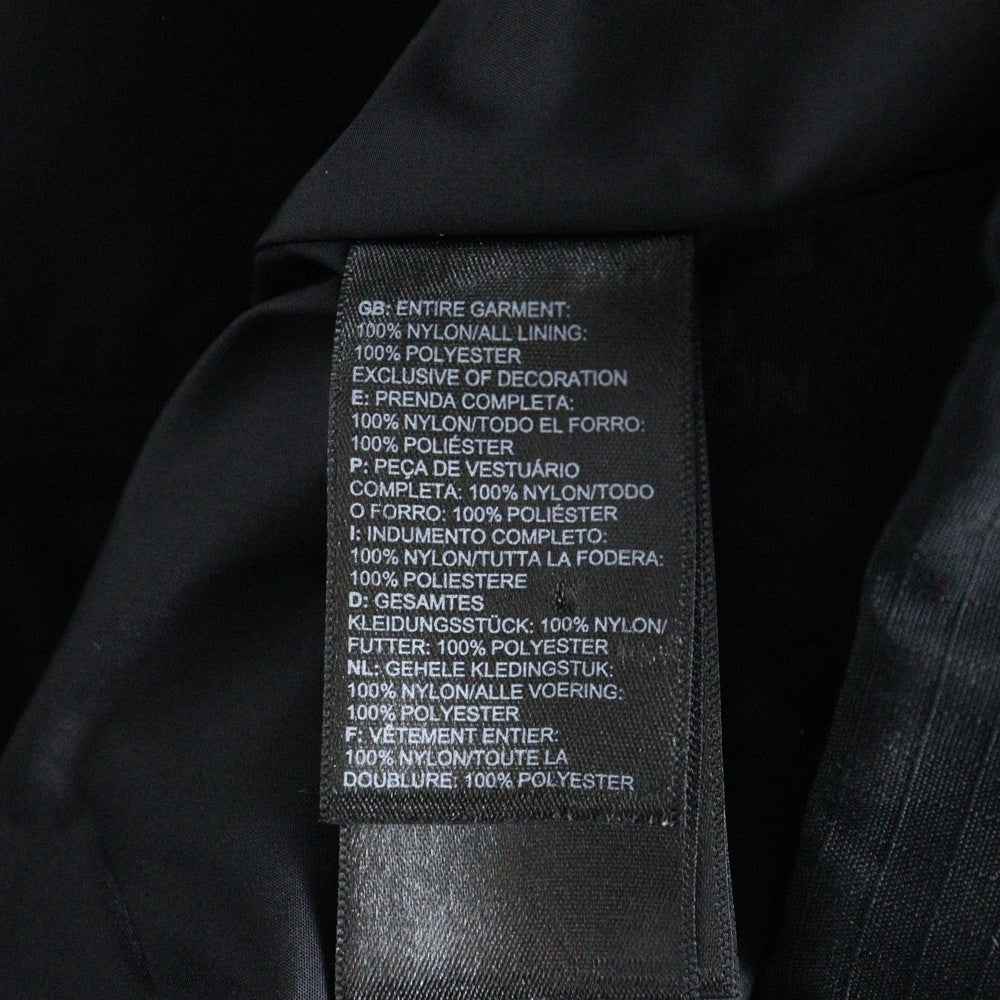 GB: ENTIRE GARMENT:
100% NYLON/ALL LINING:
100% POLYESTER
EXCLUSIVE OF DECORATION
E: PRENDA COMPLETA:
100% NYLON/TODO EL FORRO:
100% POLIÉSTER
P: PEÇA DE VESTUÁRIO
COMPLETA: 100% NYLON/TODO
O FORRO: 100% POLIÉSTER
I: INDUMENTO COMPLETO:
100% NYLON/TUTTA LA FODERA:
100% POLIESTERE
D: GESAMTES
KLEIDUNGSSTÜCK: 100% NYLON/
FUTTER: 100% POLYESTER
NL: GEHELE KLEDINGSTUK:
100% NYLON/ALLE VOERING:
100% POLYESTER
F: VÊTEMENT ENTIER:
100% NYLON/TOUTE LA
DOUBLURE: 100% POLYESTER